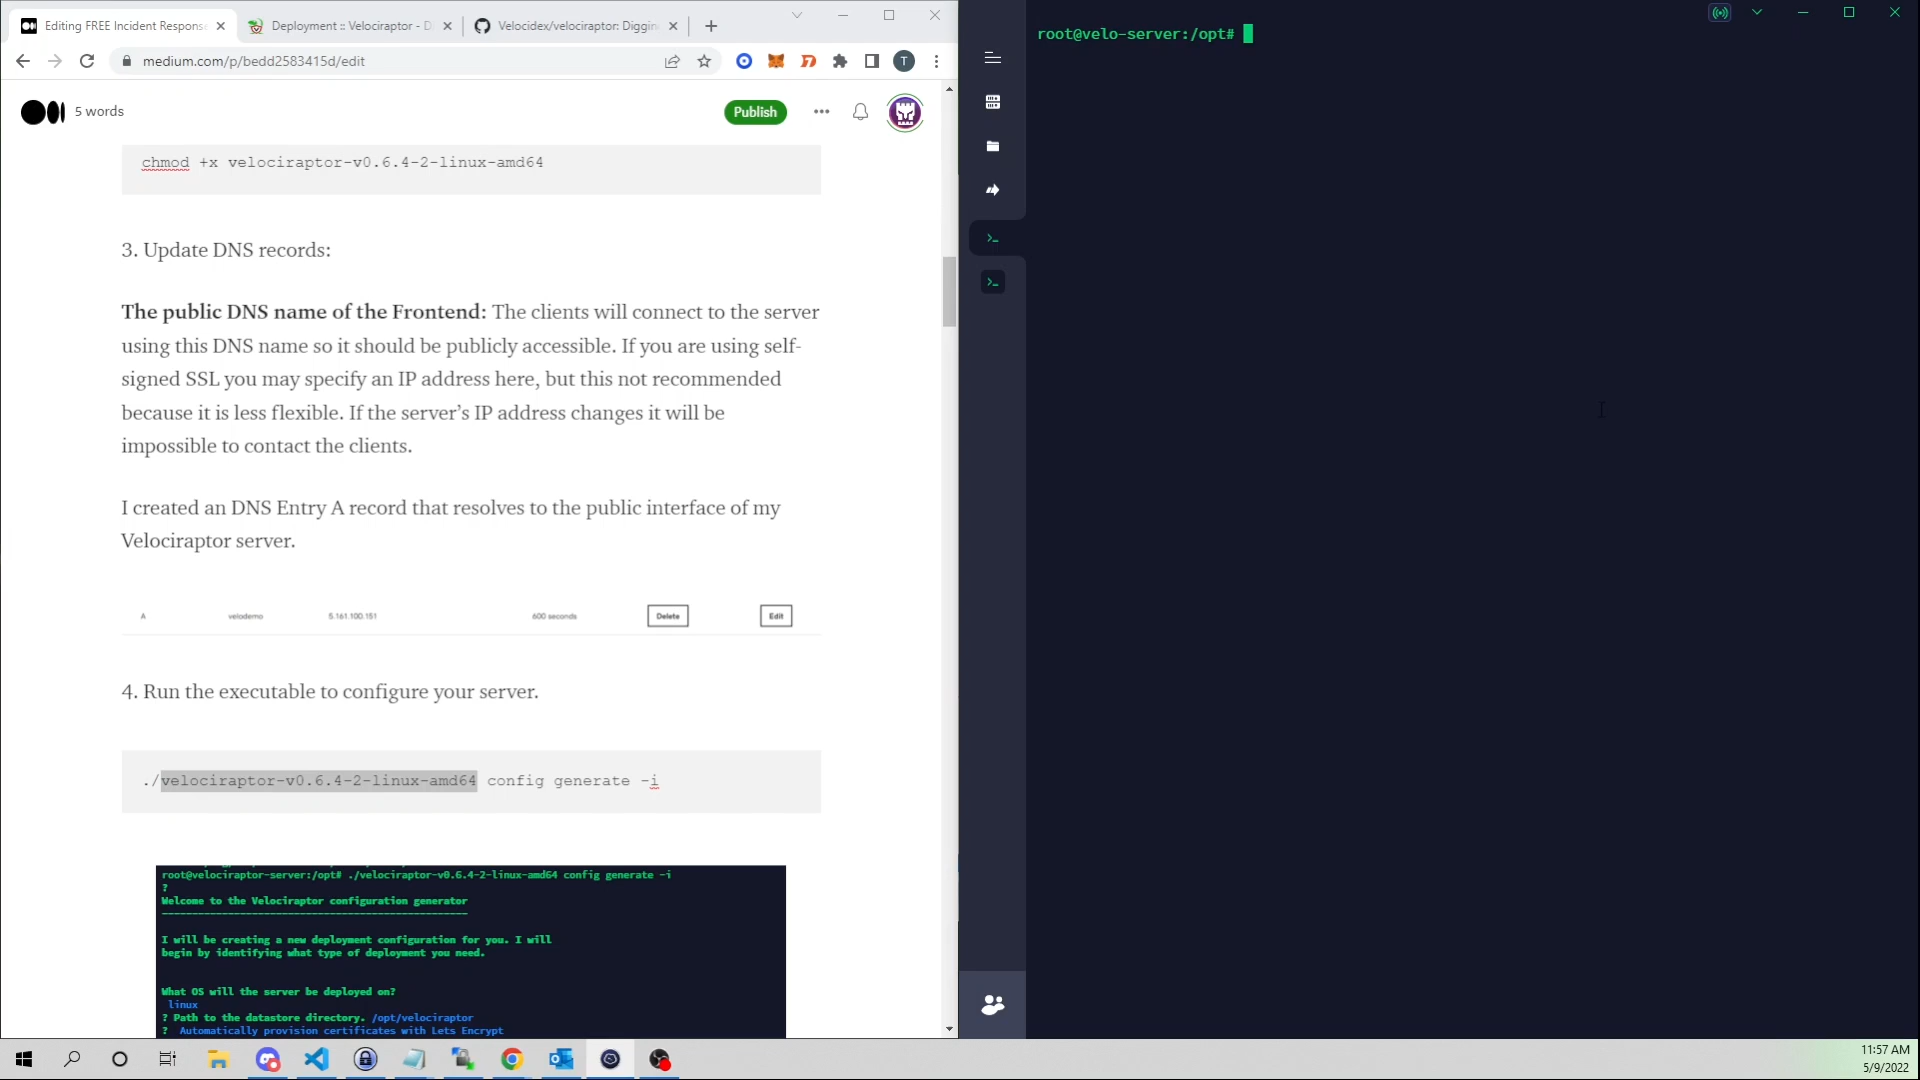 Editing FREE Incident Response
Deployment :: Velociraptor - D
Velocidex/velociraptor: Diggin
medium.com/p/bedd2583415d/edit
T
5 words
Publish
chmod +x velociraptor-v0.6.4-2-linux-amd64
3. Update DNS records:
The public DNS name of the Frontend: The clients will connect to the server
using this DNS name so it should be publicly accessible. If you are using self-
signed SSL you may specify an IP address here, but this not recommended
because it is less flexible. If the server’s IP address changes it will be
impossible to contact the clients.
I created an DNS Entry A record that resolves to the public interface of my
Velociraptor server.
A velodemo 5.161.100.151 600 seconds Delete Edit
4. Run the executable to configure your server.
./velociraptor-v0.6.4-2-linux-amd64 config generate -i
root@velociraptor-server:/opt# ./velociraptor-v0.6.4-2-linux-amd64 config generate -i
?
Welcome to the Velociraptor configuration generator
---------------------------------------------------
I will be creating a new deployment configuration for you. I will
begin by identifying what type of deployment you need.
What OS will the server be deployed on?
linux
? Path to the datastore directory. /opt/velociraptor
? Automatically provision certificates with Lets Encrypt
root@velo-server:/opt#
11:57 AM
5/9/2022